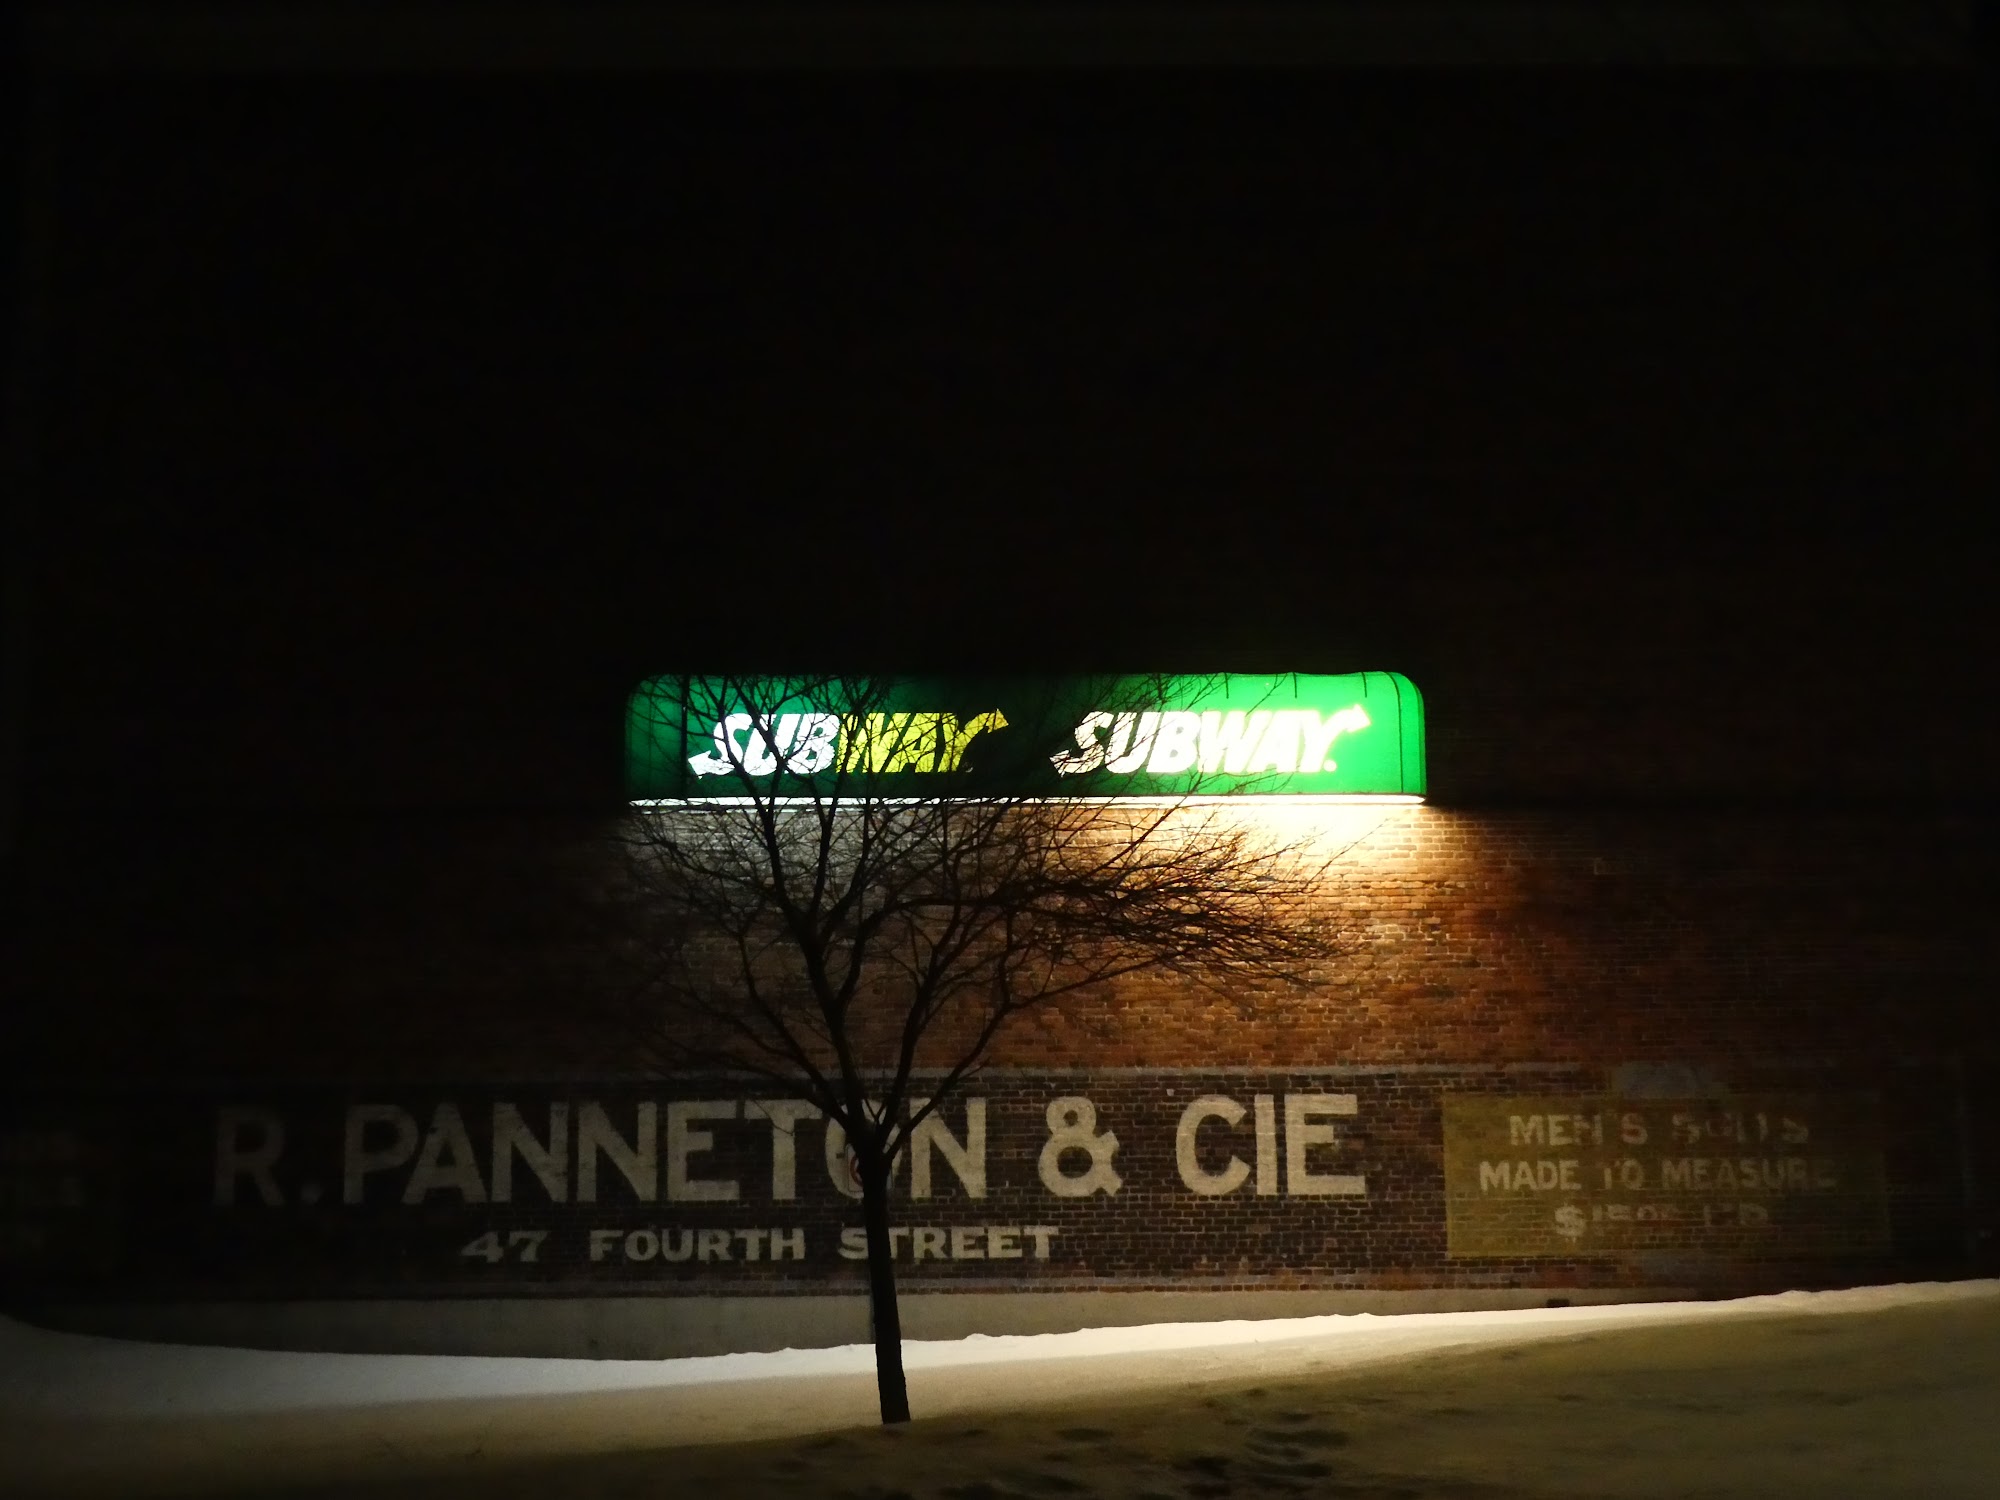 SUBWAY SUBWAY
R. PANNETON & CIE
47 FOURTH STREET
MEN'S SUITS
MADE TO MEASURE